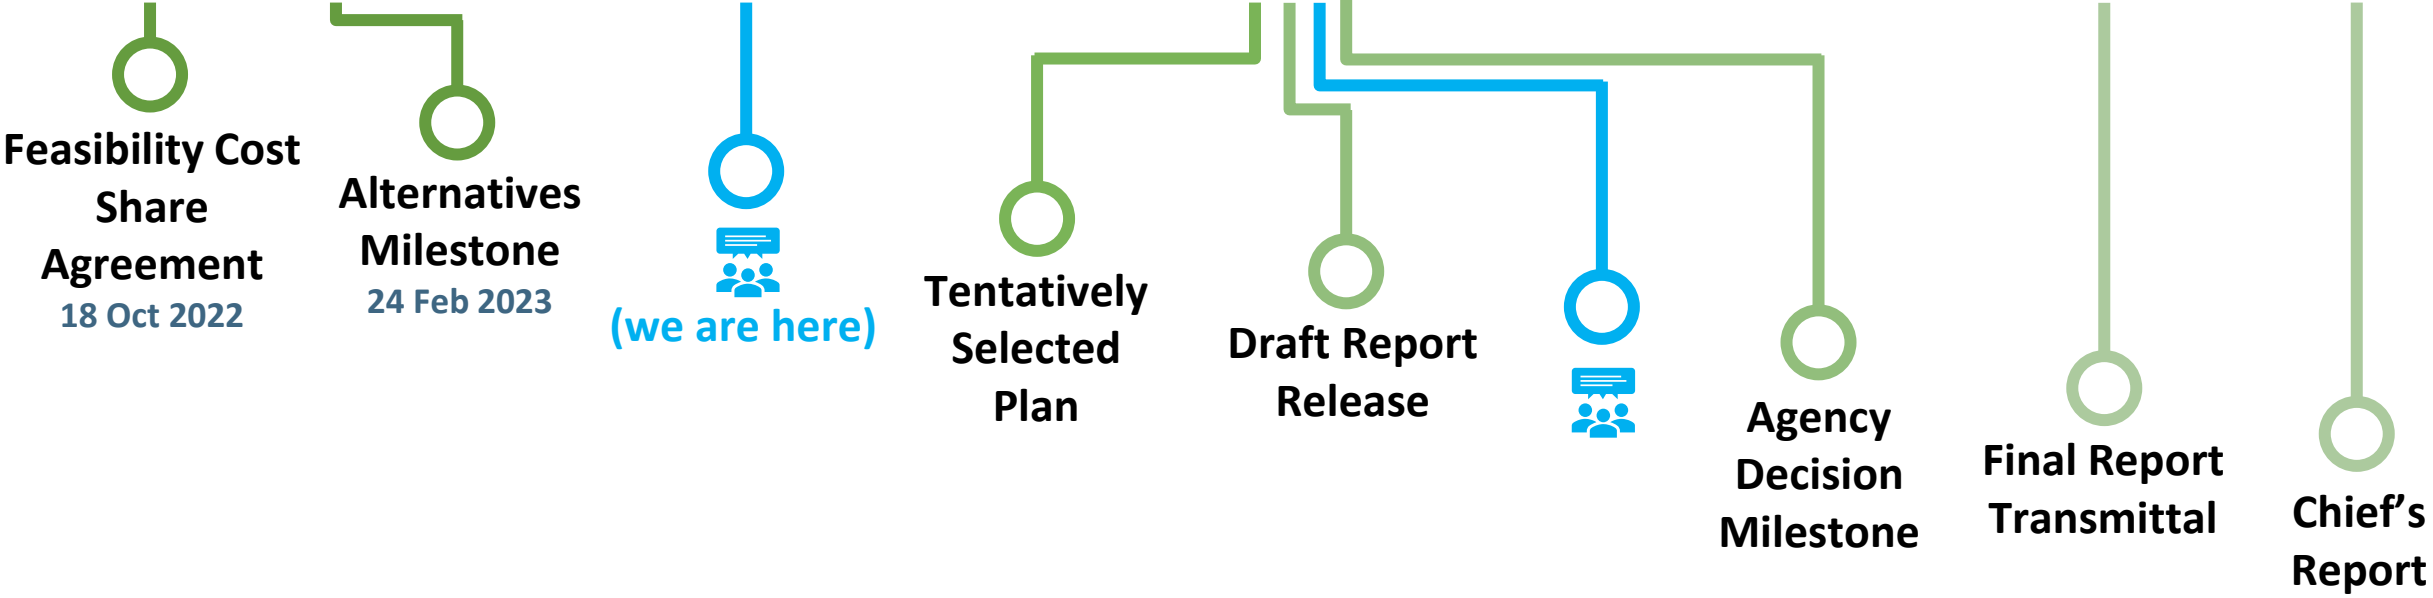 Feasibility Cost
Share
Agreement
18 Oct 2022
Alternatives
Milestone
24 Feb 2023
(we are here)
Tentatively
Selected
Plan
Draft Report
Release
Agency
Decision
Milestone
Final Report
Transmittal
Chief’s
Report